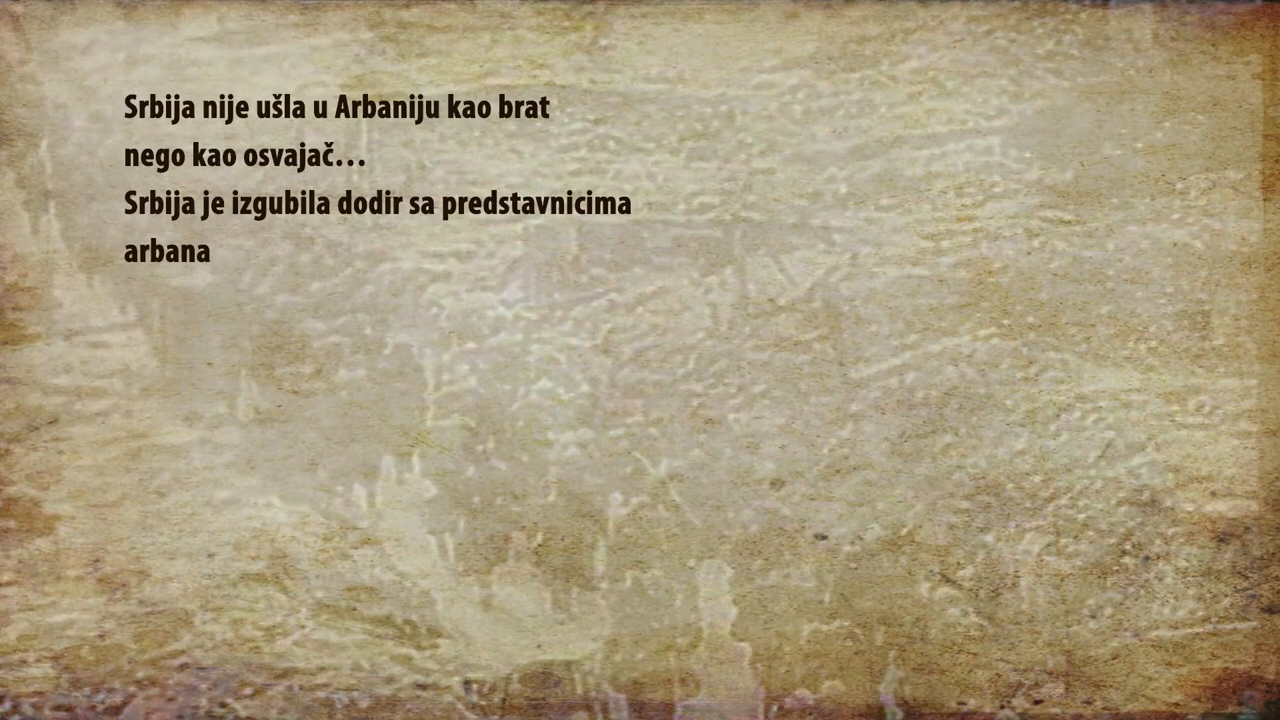 Srbija nije ušla u Arbaniju kao brat
nego kao osvajač…
Srbija je izgubila dodir sa predstavnicima
arbana